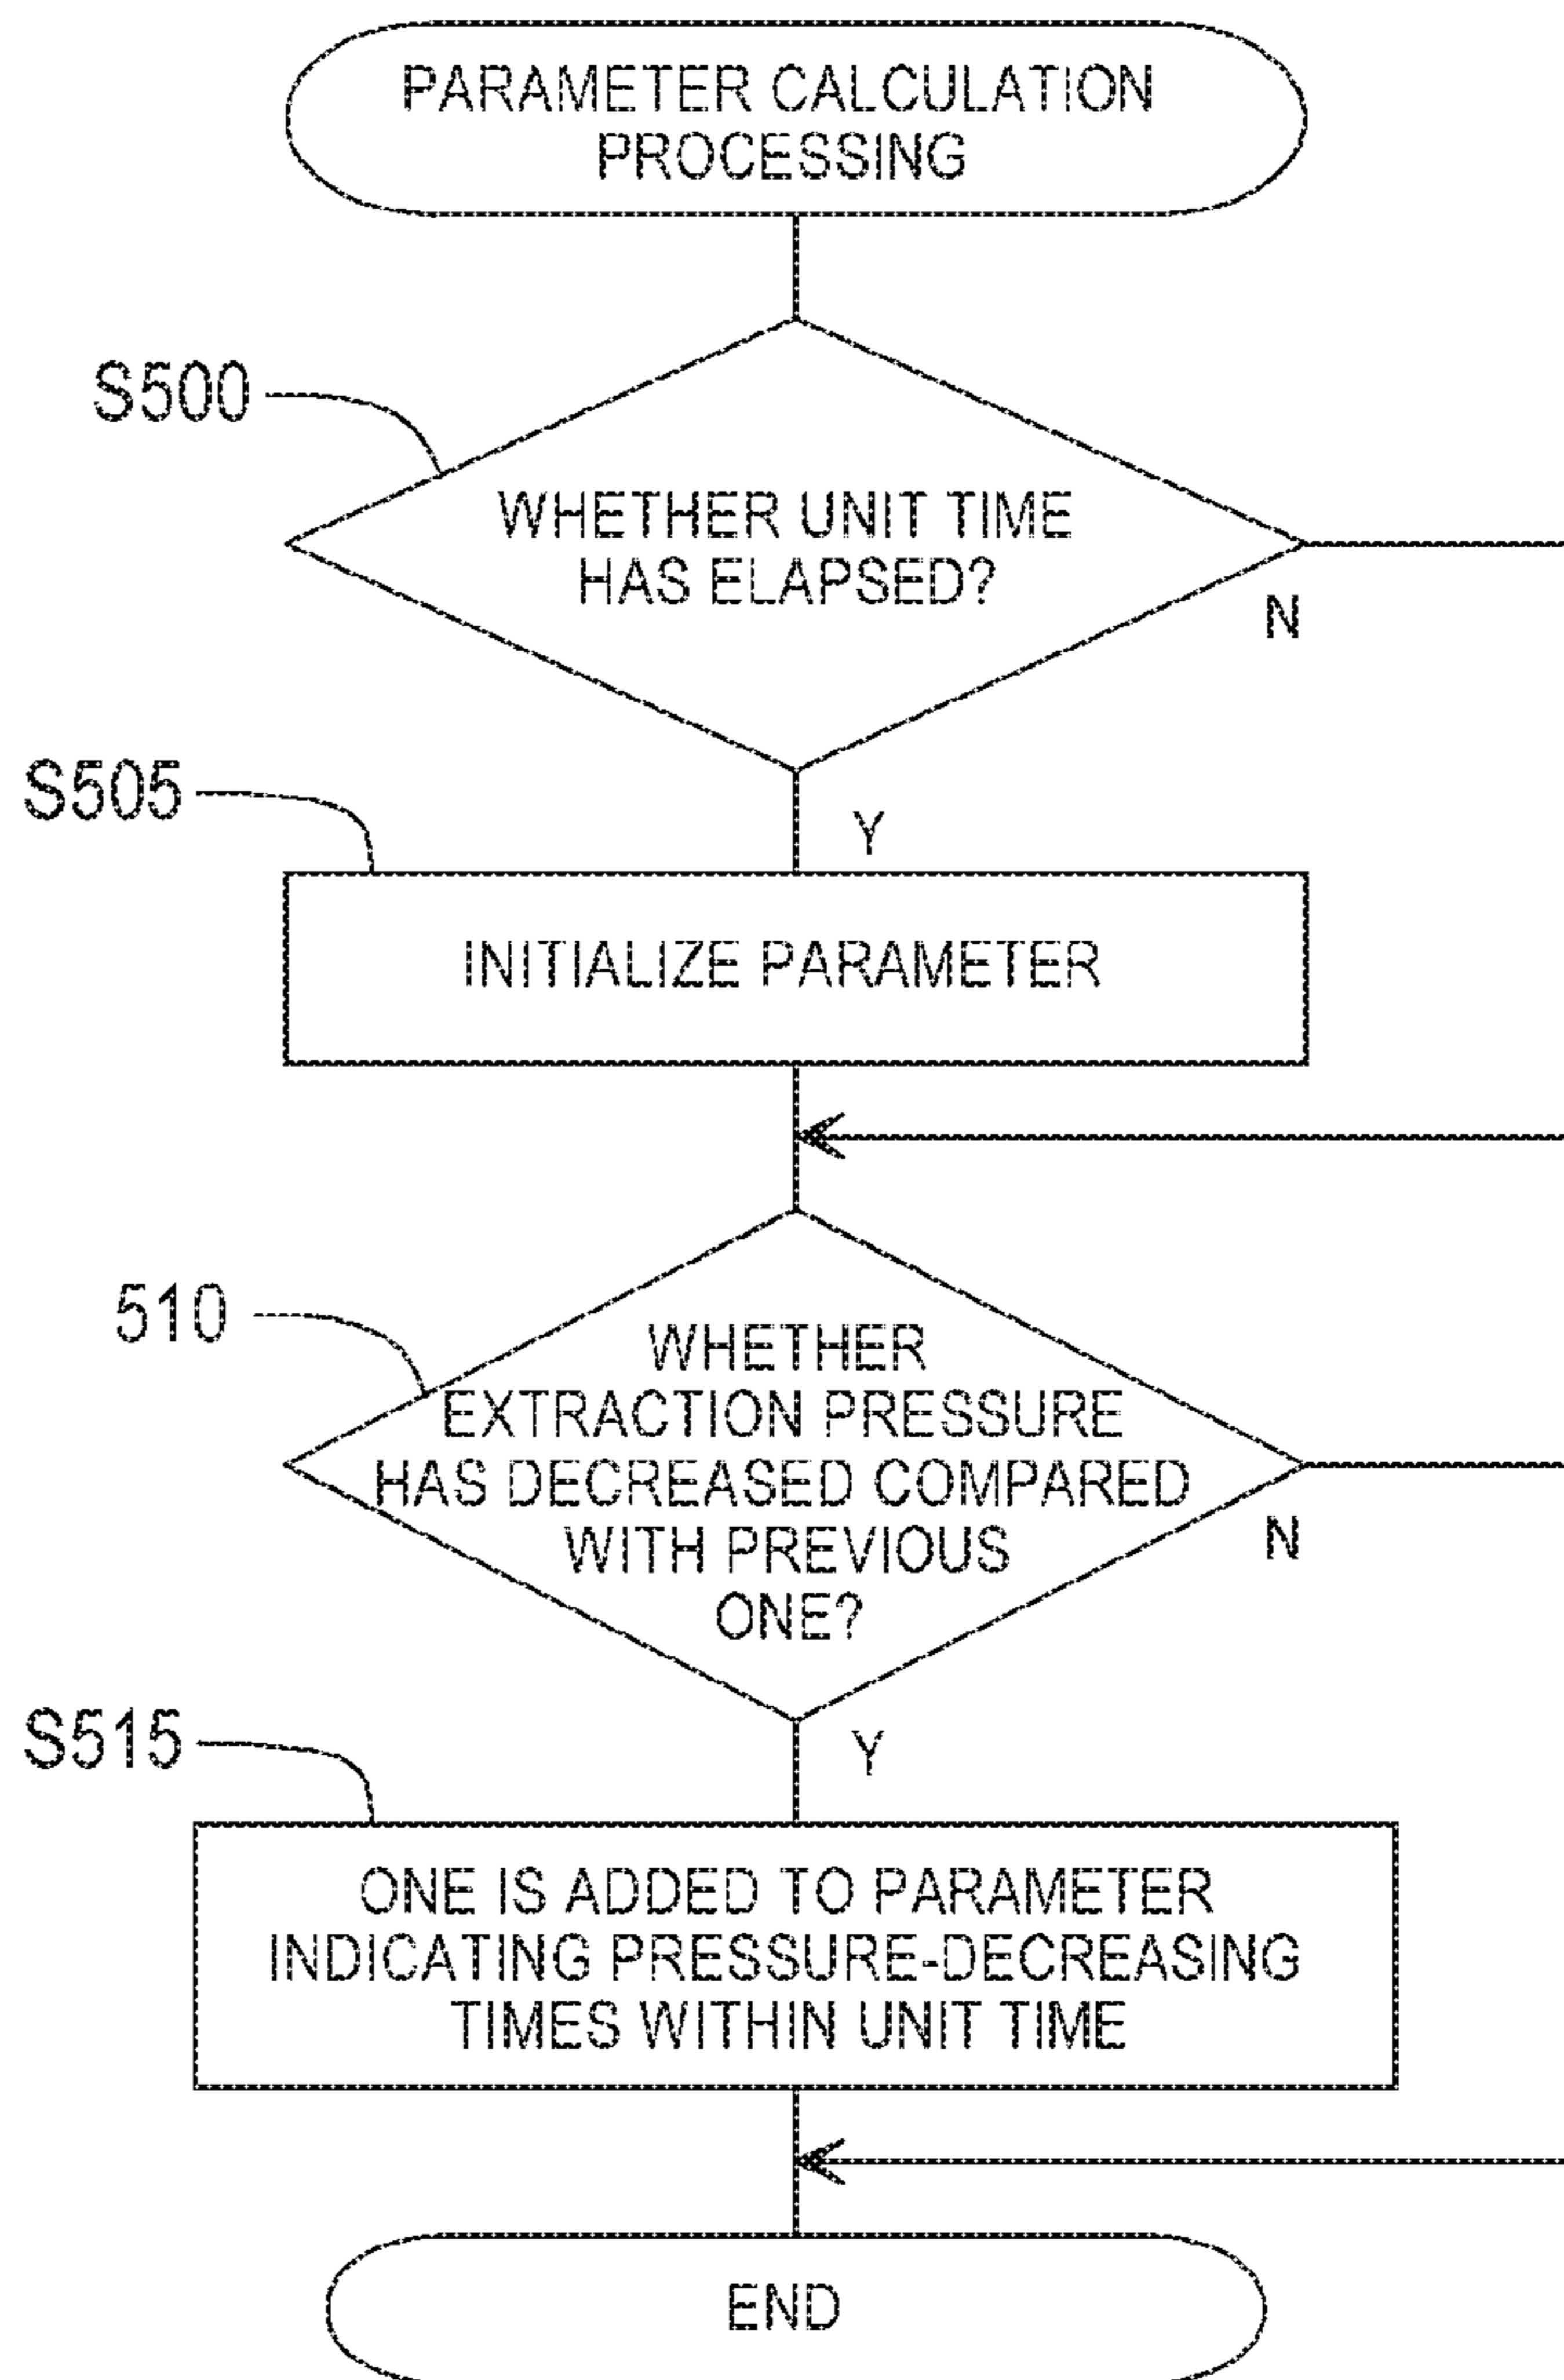 PARAMETER CALCULATION
PROCESSING
S500
WHETHER UNIT TIME
HAS ELAPSED?
N
S505
Y
INITIALIZE PARAMETER
510
WHETHER
EXTRACTION PRESSURE
HAS DECREASED COMPARED
WITH PREVIOUS
ONE?
N
S515
Y
ONE IS ADDED TO PARAMETER
INDICATING PRESSURE-DECREASING
TIMES WITHIN UNIT TIME
END